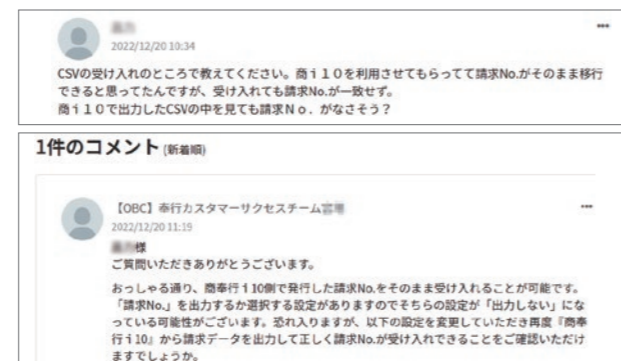 2022/12/20 10:34
CSVの受け入れのところで教えてください。商ｉ１０を利用させてもらってて請求No.がそのまま移行
できると思ってたんですが、受け入れても請求No.が一致せず。
商ｉ１０で出力したCSVの中を見ても請求Ｎｏ．がなさそう？
1件のコメント (新着順)
【OBC】奉行カスタマーサクセスチーム
2022/12/20 11:19
様
ご質問いただきありがとうございます。
おっしゃる通り、商奉行ｉ10側で発行した請求No.をそのまま受け入れることが可能です。
「請求No.」を出力するか選択する設定がありますのでそちらの設定が「出力しない」にな
っている可能性がございます。恐れ入りますが、以下の設定を変更していただき再度『商奉
行ｉ10』から請求データを出力して正しく請求No.が受け入れできることをご確認いただけ
ますでしょうか。